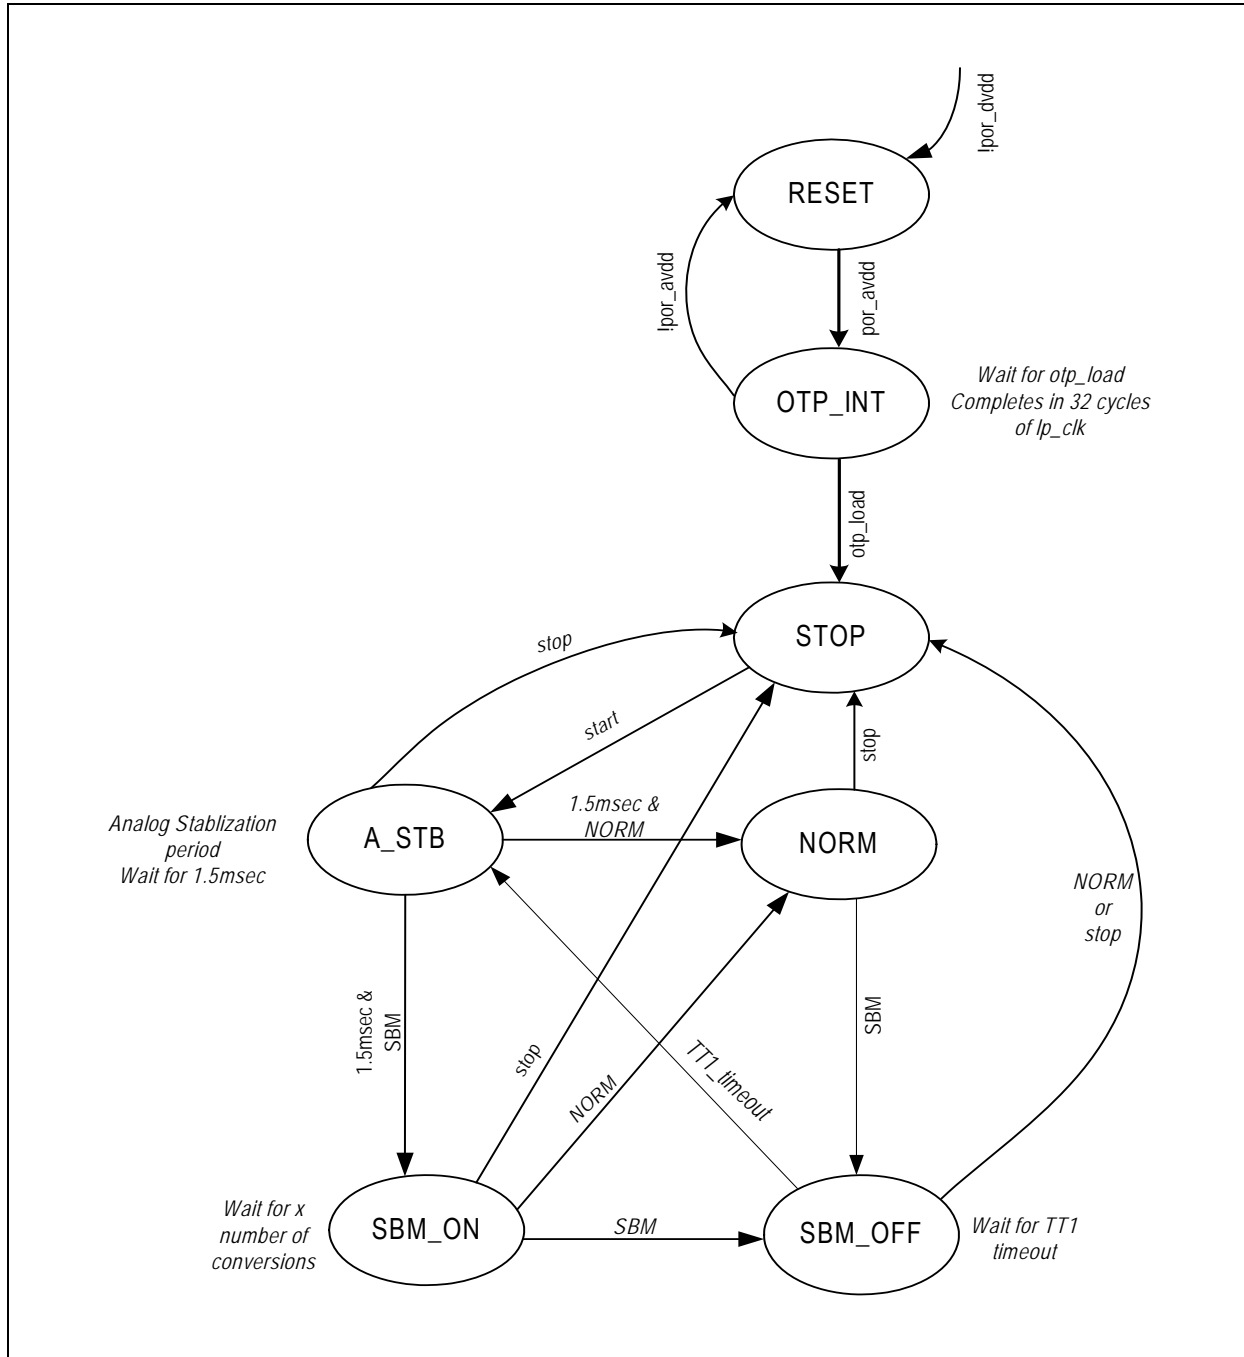 !por_dvdd
RESET
!por_avdd
por_avdd
OTP_INT
Wait for otp_load
Completes in 32 cycles
of lp_clk
otp_load
STOP
stop
start
stop
Analog Stablization
period
Wait for 1.5msec
A_STB
1.5msec &
NORM
NORM
NORM
or
stop
1.5msec &
SBM
stop
NORM
TT1_timeout
SBM
Wait for x
number of
conversions
SBM_ON
SBM
SBM_OFF
Wait for TT1
timeout